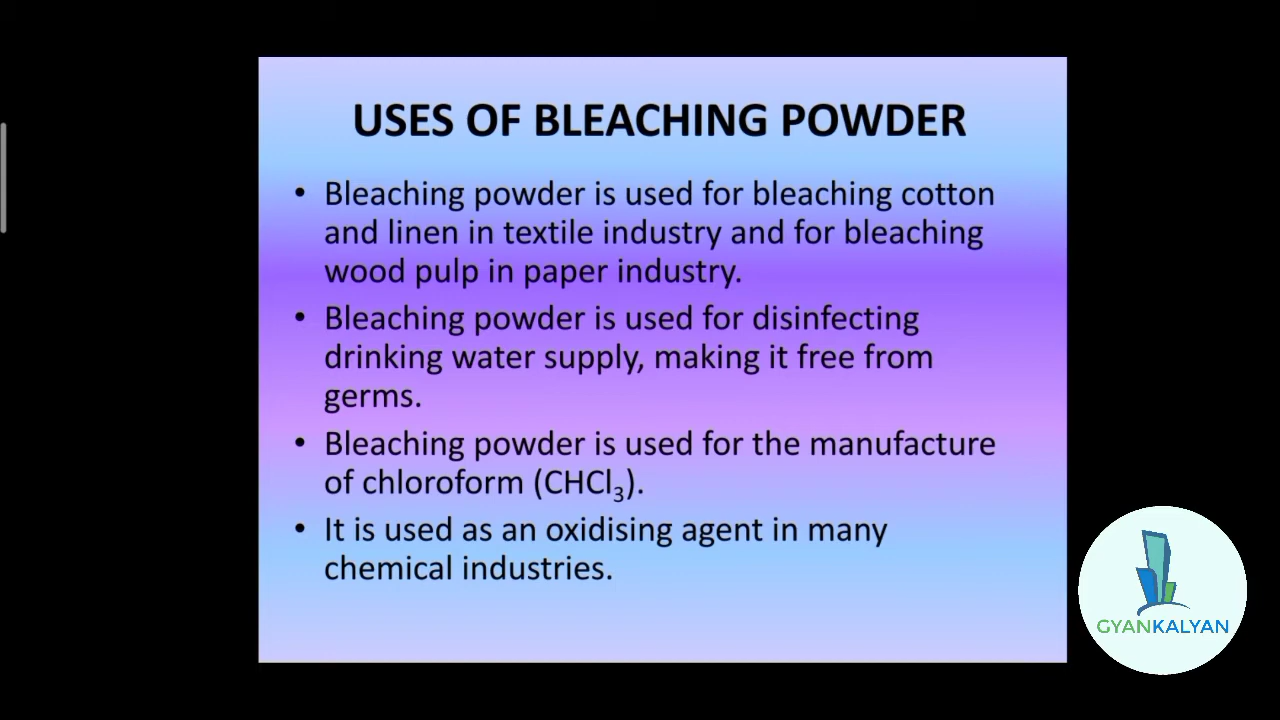 USES OF BLEACHING POWDER
• Bleaching powder is used for bleaching cotton
and linen in textile industry and for bleaching
wood pulp in paper industry.
• Bleaching powder is used for disinfecting
drinking water supply, making it free from
germs.
• Bleaching powder is used for the manufacture
of chloroform (CHCl₃).
• It is used as an oxidising agent in many
chemical industries.
GYANKALYAN